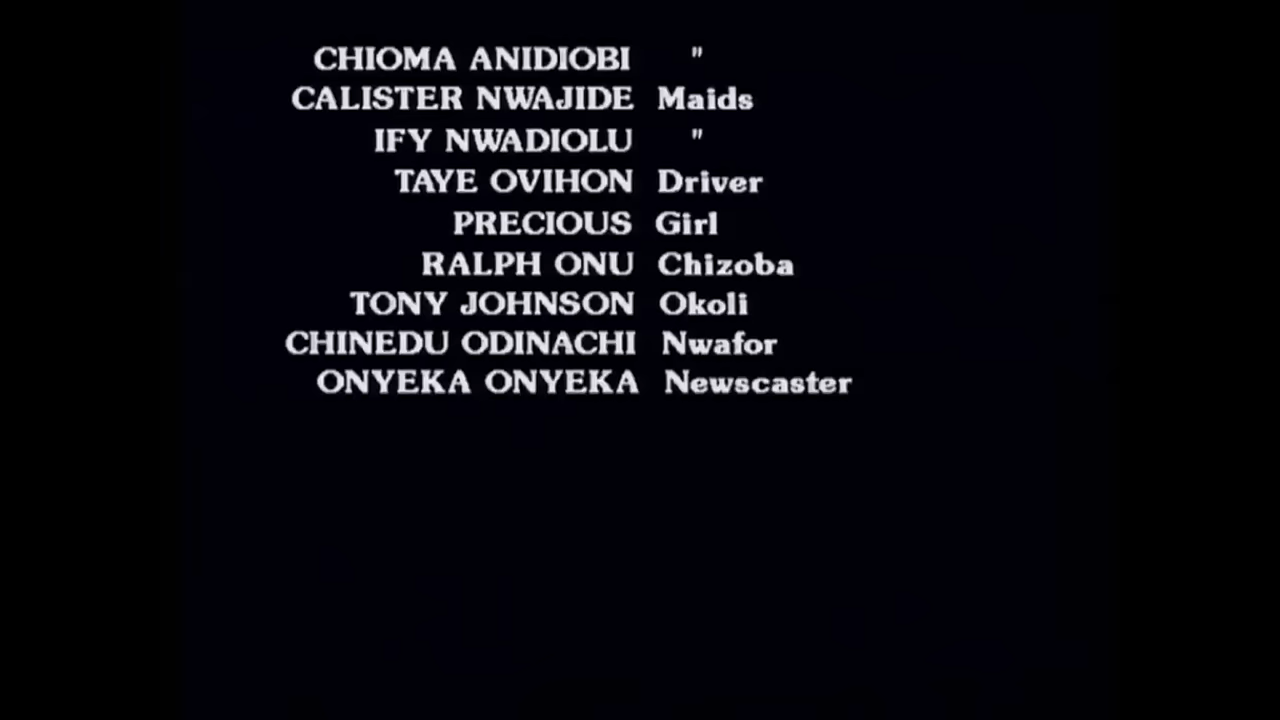 CHIOMA ANIDIOBI "
CALISTER NWAJIDE Maids
IFY NWADIOLU "
TAYE OVIHON Driver
PRECIOUS Girl
RALPH ONU Chizoba
TONY JOHNSON Okoli
CHINEDU ODINACHI Nwafor
ONYEKA ONYEKA Newscaster